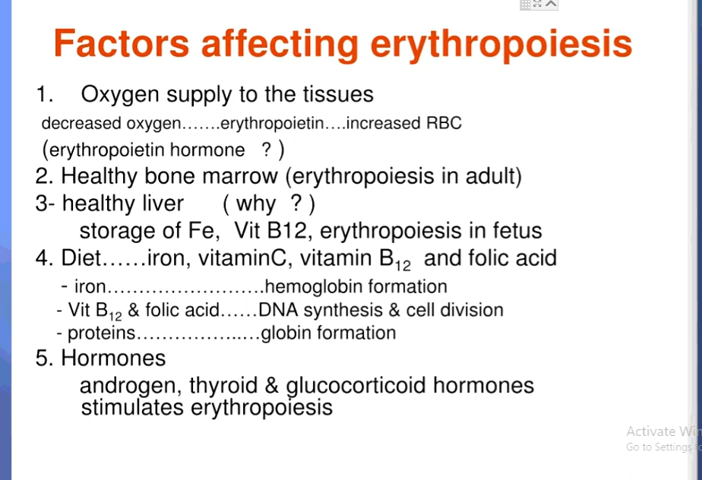 Factors affecting erythropoiesis
1. Oxygen supply to the tissues
decreased oxygen…….erythropoietin….increased RBC
(erythropoietin hormone ? )
2. Healthy bone marrow (erythropoiesis in adult)
3- healthy liver ( why ? )
storage of Fe, Vit B12, erythropoiesis in fetus
4. Diet……iron, vitaminC, vitamin B12 and folic acid
- iron……………………….hemoglobin formation
- Vit B12 & folic acid……DNA synthesis & cell division
- proteins………………….globin formation
5. Hormones
androgen, thyroid & glucocorticoid hormones
stimulates erythropoiesis
Activate Win
Go to Settings